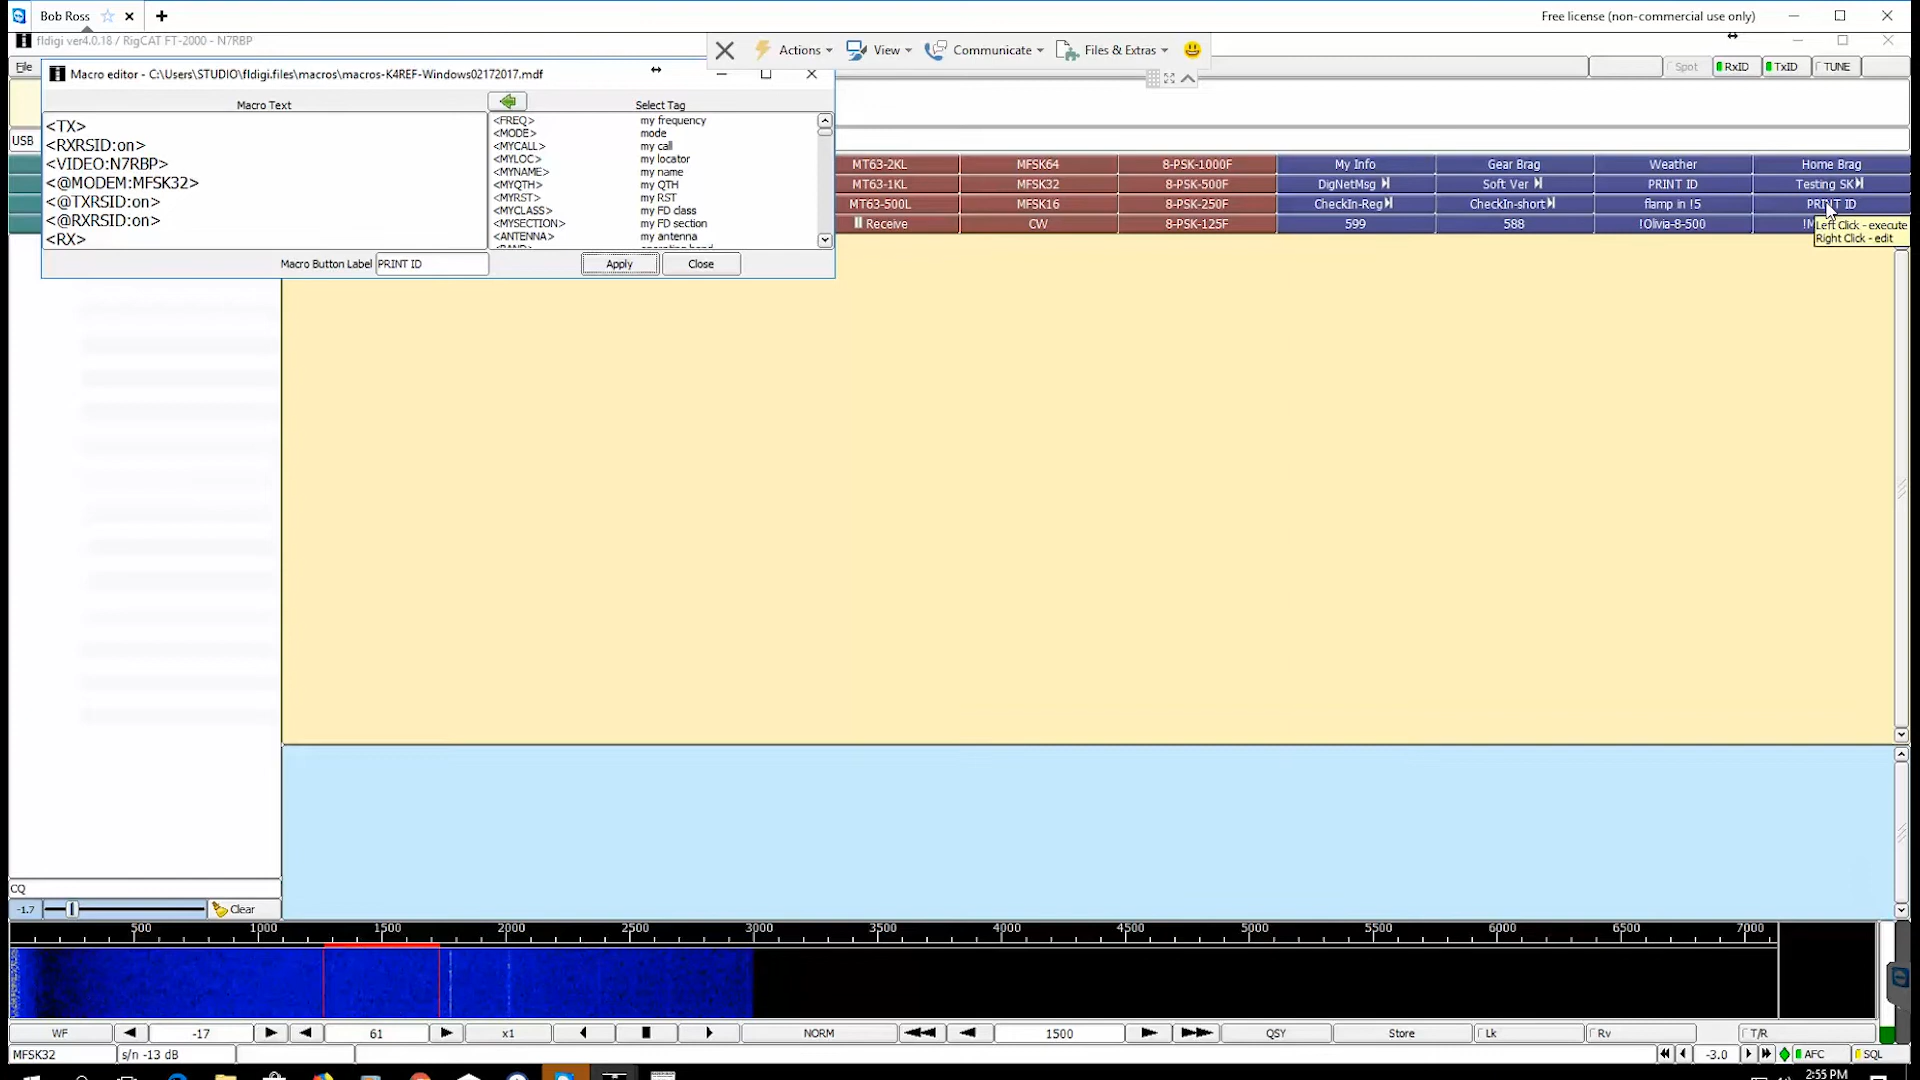 Bob Ross
Free license (non-commercial use only)
fldigi ver4.0.18 / RigCAT FT-2000 - N7RBP
Actions
View
Communicate
Files & Extras
File
Spot
RxID
TxID
TUNE
Macro editor - C:\Users\STUDIO\fldigi.files\macros\macros-K4REF-Windows02172017.mdf
Macro Text
Select Tag
<TX>
<RXRSID:on>
<VIDEO:N7RBP>
<@MODEM:MFSK32>
<@TXRSID:on>
<@RXRSID:on>
<RX>
<FREQ> my frequency
<MODE> mode
<MYCALL> my call
<MYLOC> my locator
<MYNAME> my name
<MYQTH> my QTH
<MYRST> my RST
<MYCLASS> my FD class
<MYSECTION> my FD section
<ANTENNA> my antenna
Macro Button Label PRINT ID
Apply
Close
USB
MT63-2KL MFSK64 8-PSK-1000F My Info Gear Brag Weather Home Brag
MT63-1KL MFSK32 8-PSK-500F DigNetMsg Soft Ver PRINT ID Testing SK
MT63-500L MFSK16 8-PSK-250F CheckIn-Reg CheckIn-short flamp in !5 PRINT ID
Receive CW 8-PSK-125F 599 588 !Olivia-8-500
Left Click - execute
Right Click - edit
CQ
-1.7
Clear
500 1000 1500 2000 2500 3000 3500 4000 4500 5000 5500 6000 6500 7000
WF -17 61 x1 NORM 1500 QSY Store Lk Rv T/R
MFSK32 s/n -13 dB -3.0 AFC SQL
2:55 PM